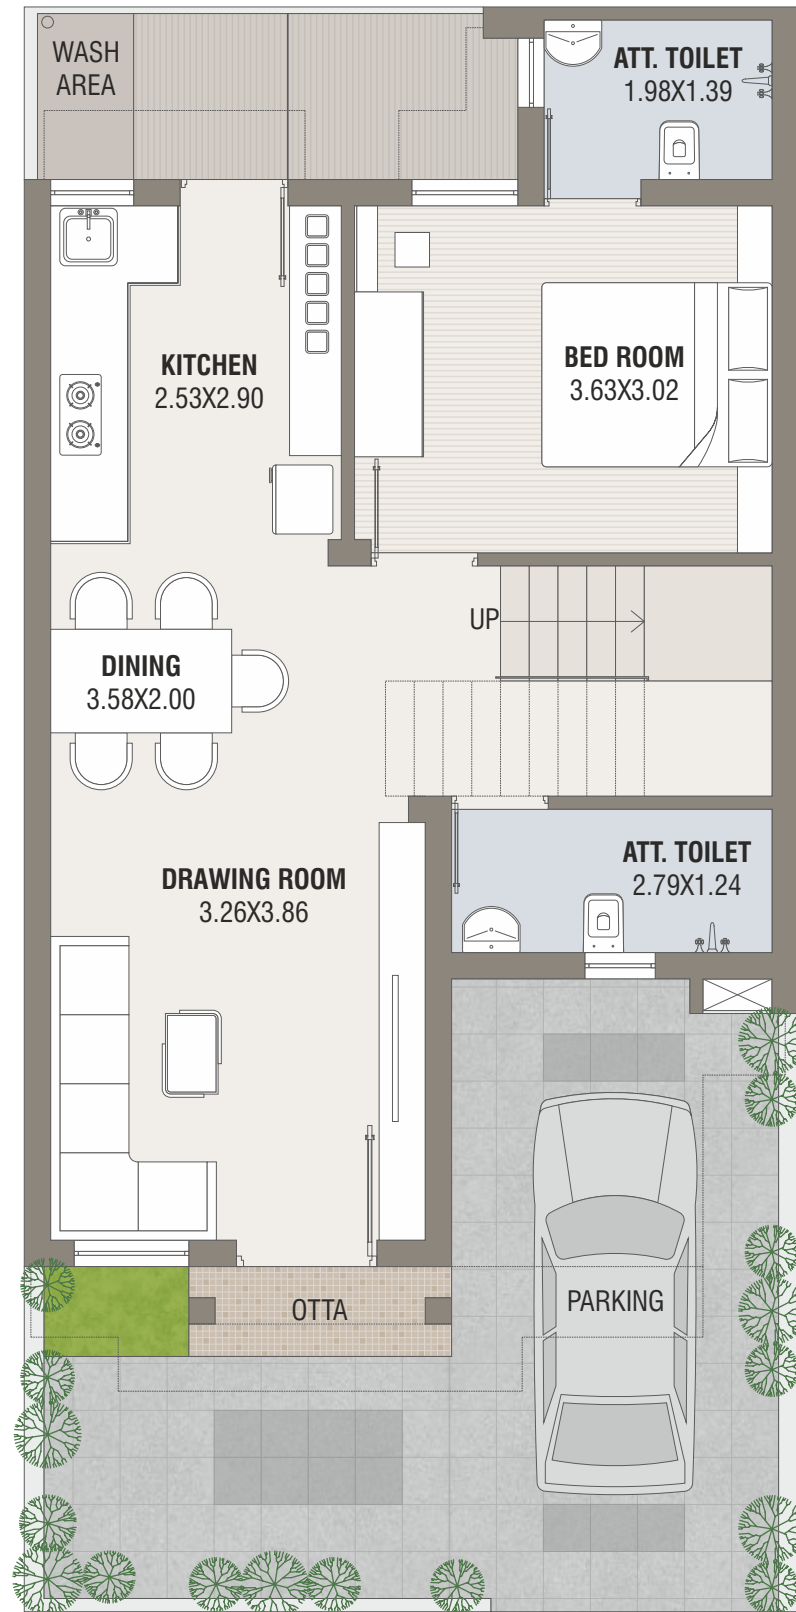 WASH
AREA
ATT. TOILET
1.98X1.39
KITCHEN
2.53X2.90
BED ROOM
3.63X3.02
UP
DINING
3.58X2.00
ATT. TOILET
2.79X1.24
DRAWING ROOM
3.26X3.86
OTTA
PARKING